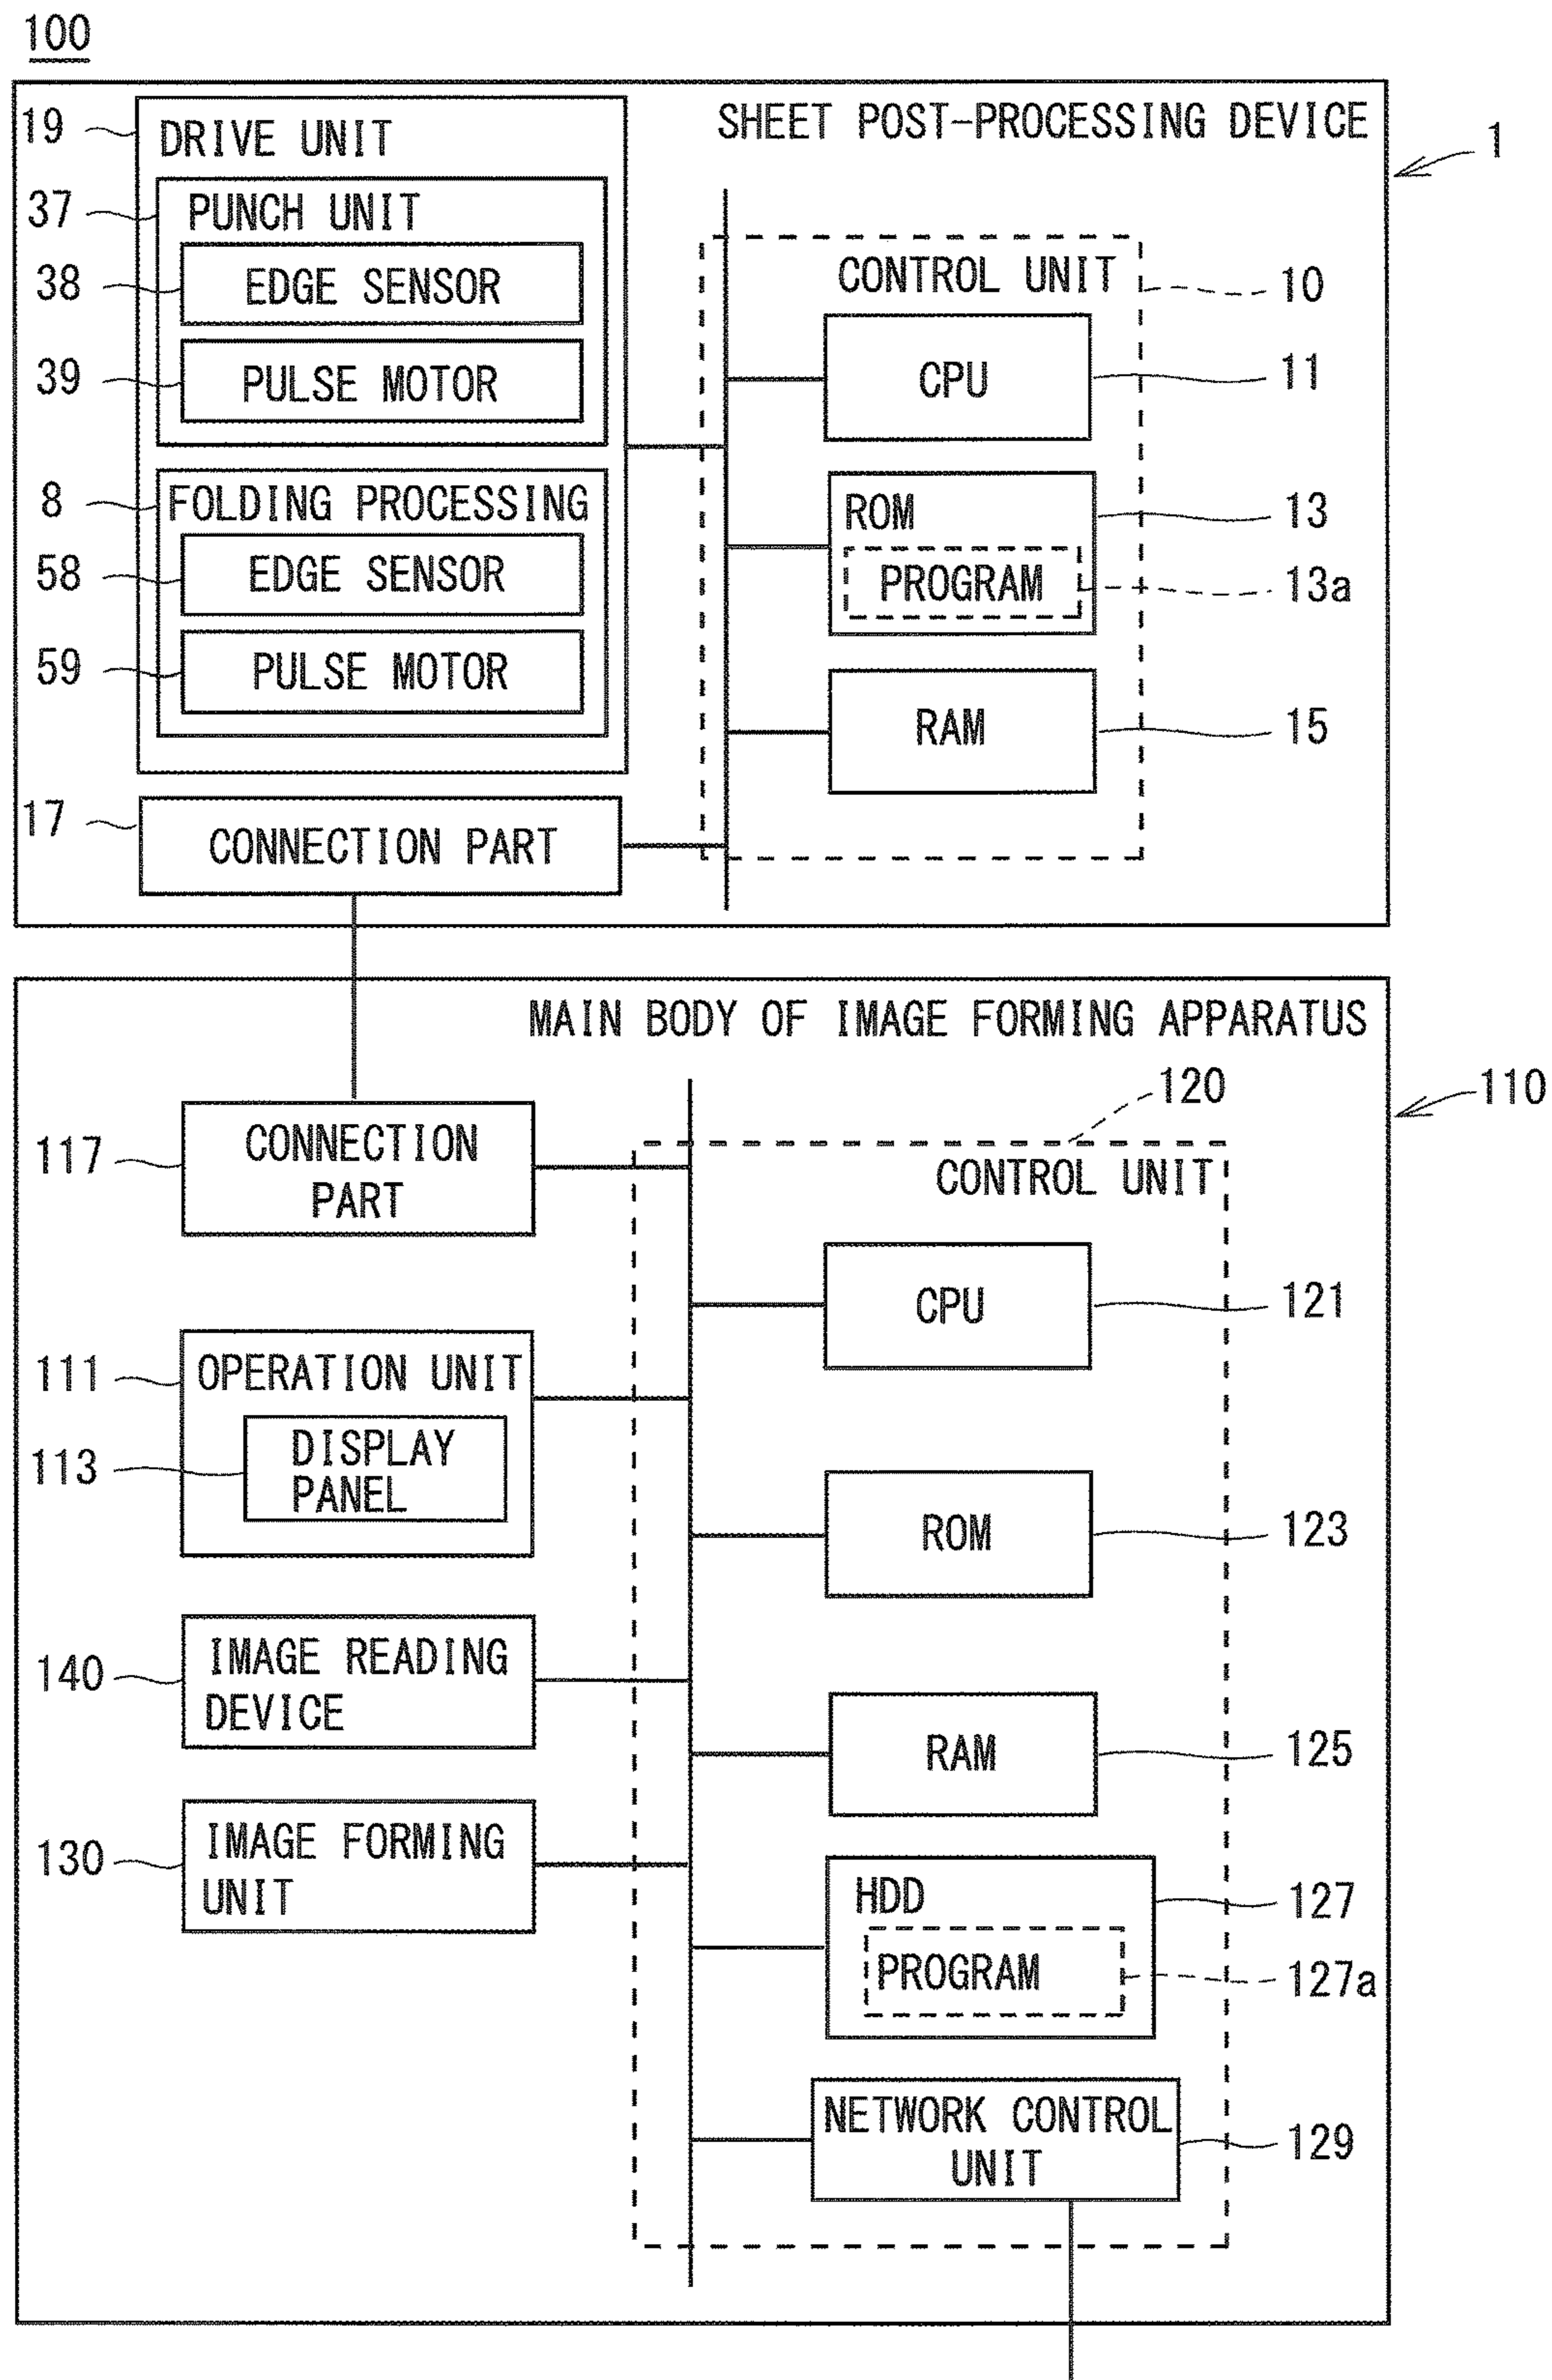 100
SHEET POST-PROCESSING DEVICE
1
19
DRIVE UNIT
37
PUNCH UNIT
38
EDGE SENSOR
39
PULSE MOTOR
8
FOLDING PROCESSING
58
EDGE SENSOR
59
PULSE MOTOR
17
CONNECTION PART
CONTROL UNIT
10
CPU
11
ROM
13
PROGRAM
13a
RAM
15
MAIN BODY OF IMAGE FORMING APPARATUS
110
117
CONNECTION
PART
111
OPERATION UNIT
113
DISPLAY
PANEL
140
IMAGE READING
DEVICE
130
IMAGE FORMING
UNIT
120
CONTROL UNIT
CPU
121
ROM
123
RAM
125
HDD
127
PROGRAM
127a
NETWORK CONTROL
UNIT
129